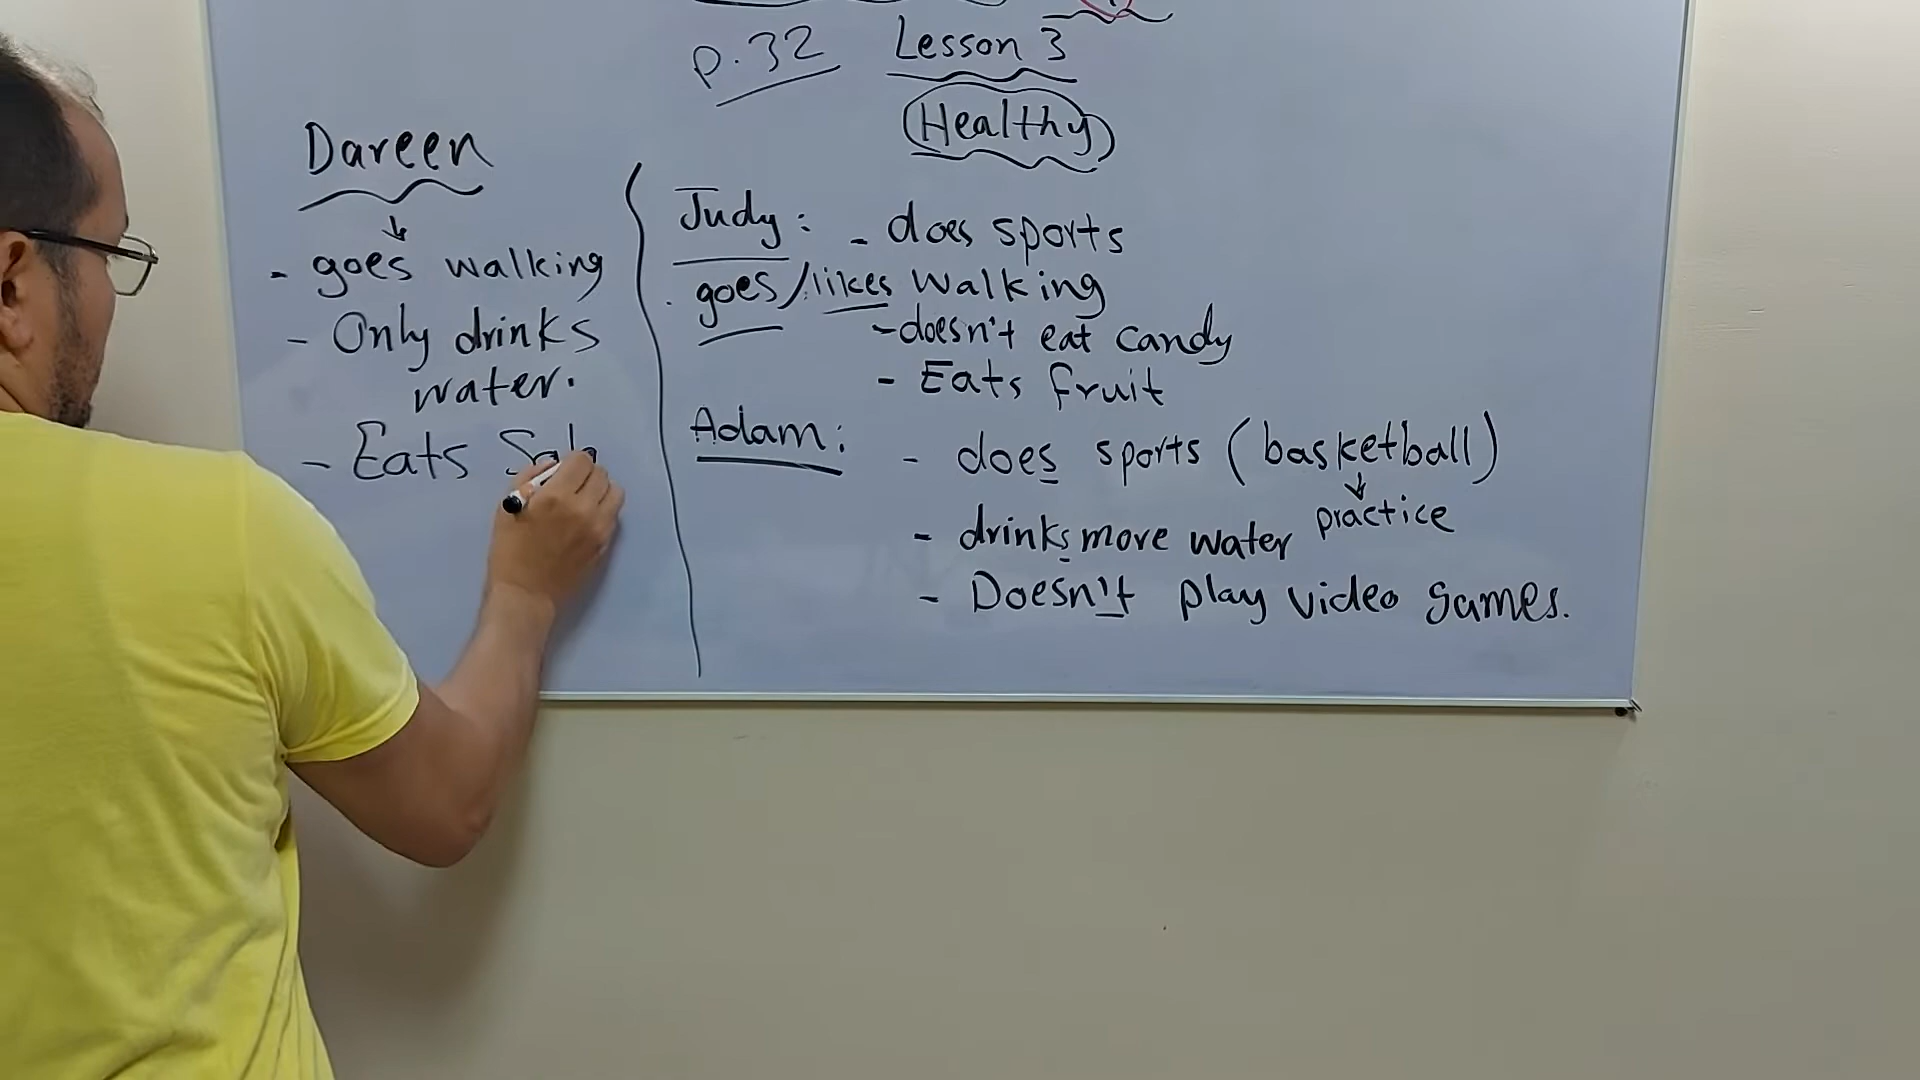 p. 32 Lesson 3
Healthy
Dareen
- goes walking
- Only drinks
water.
- Eats
Judy: - does sports
goes/likes walking
- doesn't eat candy
- Eats fruit
Adam: - does sports (basketball)
practice
- drinks more water
- Doesn't play video games.